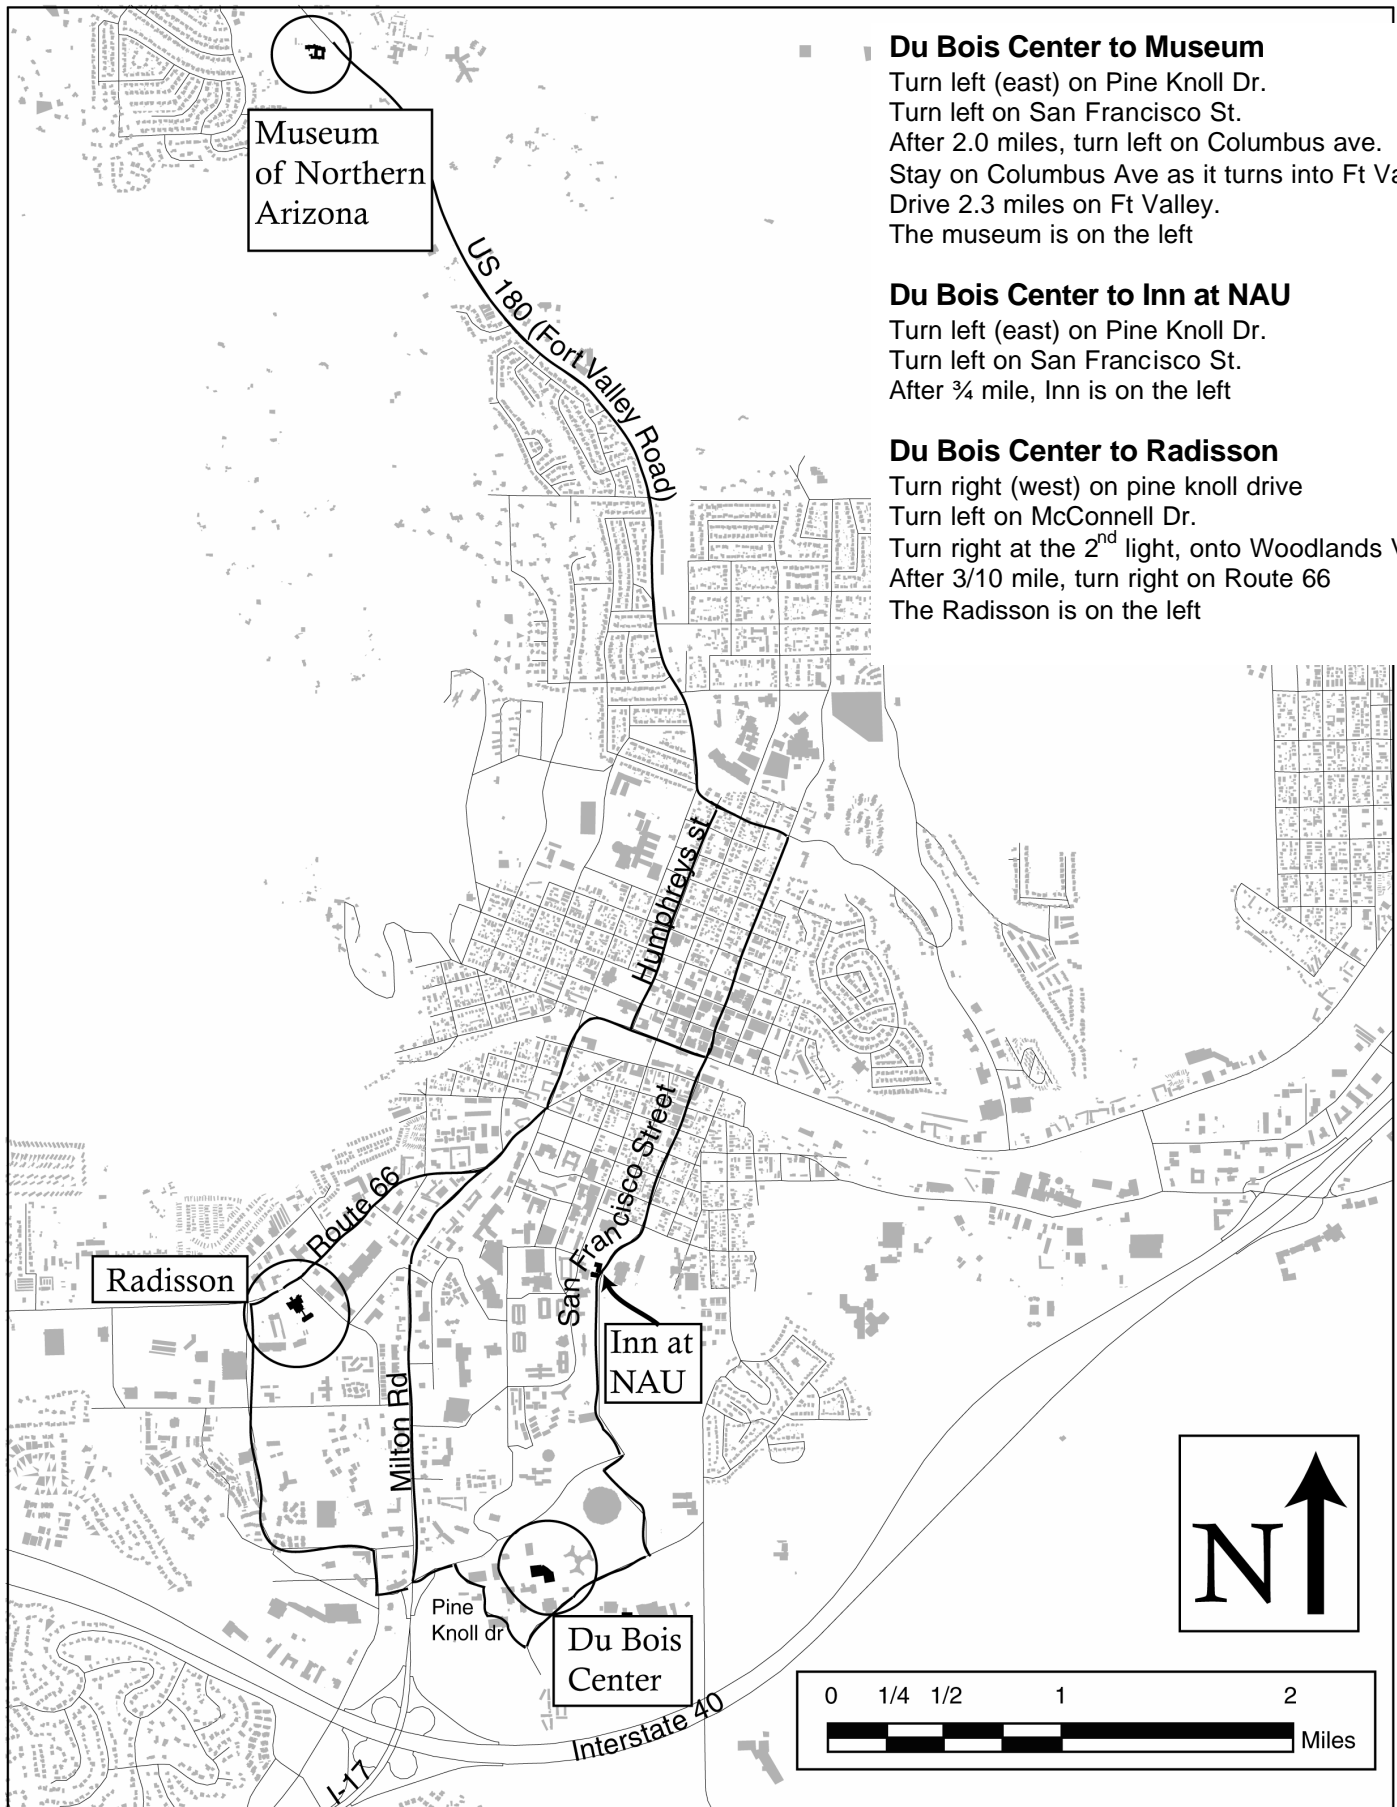 Du Bois Center to Museum
Turn left (east) on Pine Knoll Dr.
Turn left on San Francisco St.
After 2.0 miles, turn left on Columbus ave.
Stay on Columbus Ave as it turns into Ft
Drive 2.3 miles on Ft Valley.
The museum is on the left
Du Bois Center to Inn at NAU
Turn left (east) on Pine Knoll Dr.
Turn left on San Francisco St.
After ¾ mile, Inn is on the left
Du Bois Center to Radisson
Turn right (west) on pine knoll drive
Turn left on McConnell Dr.
Turn right at the 2nd light, onto Woodlands
After 3/10 mile, turn right on Route 66
The Radisson is on the left
Museum
of Northern
Arizona
US 180 (Fort Valley Road)
Humphreys st
San Francisco Street
Route 66
Radisson
Inn at
NAU
Milton Rd
Pine
Knoll dr
Du Bois
Center
Interstate 40
I-17
N
0 1/4 1/2 1 2
Miles